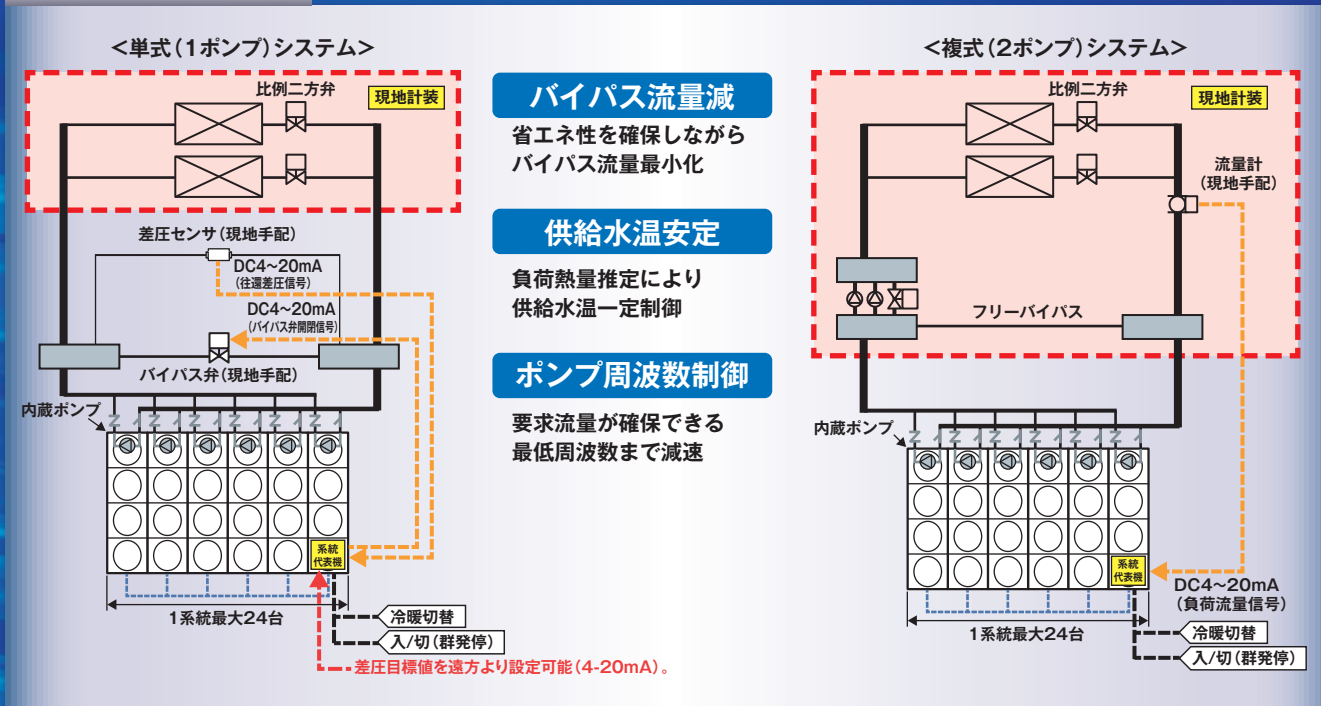 ＜単式（1ポンプ）システム＞
比例二方弁
現地計装
差圧センサ（現地手配）
DC4～20mA
（往還差圧信号）
DC4～20mA
（バイパス弁開閉信号）
バイパス弁（現地手配）
内蔵ポンプ
系統
代表機
1系統最大24台
冷暖切替
入/切（群発停）
差圧目標値を遠方より設定可能（4-20mA）。
バイパス流量減
省エネ性を確保しながら
バイパス流量最小化
供給水温安定
負荷熱量推定により
供給水温一定制御
ポンプ周波数制御
要求流量が確保できる
最低周波数まで減速
＜複式（2ポンプ）システム＞
比例二方弁
現地計装
流量計
（現地手配）
フリーバイパス
内蔵ポンプ
系統
代表機
DC4～20mA
（負荷流量信号）
1系統最大24台
冷暖切替
入/切（群発停）